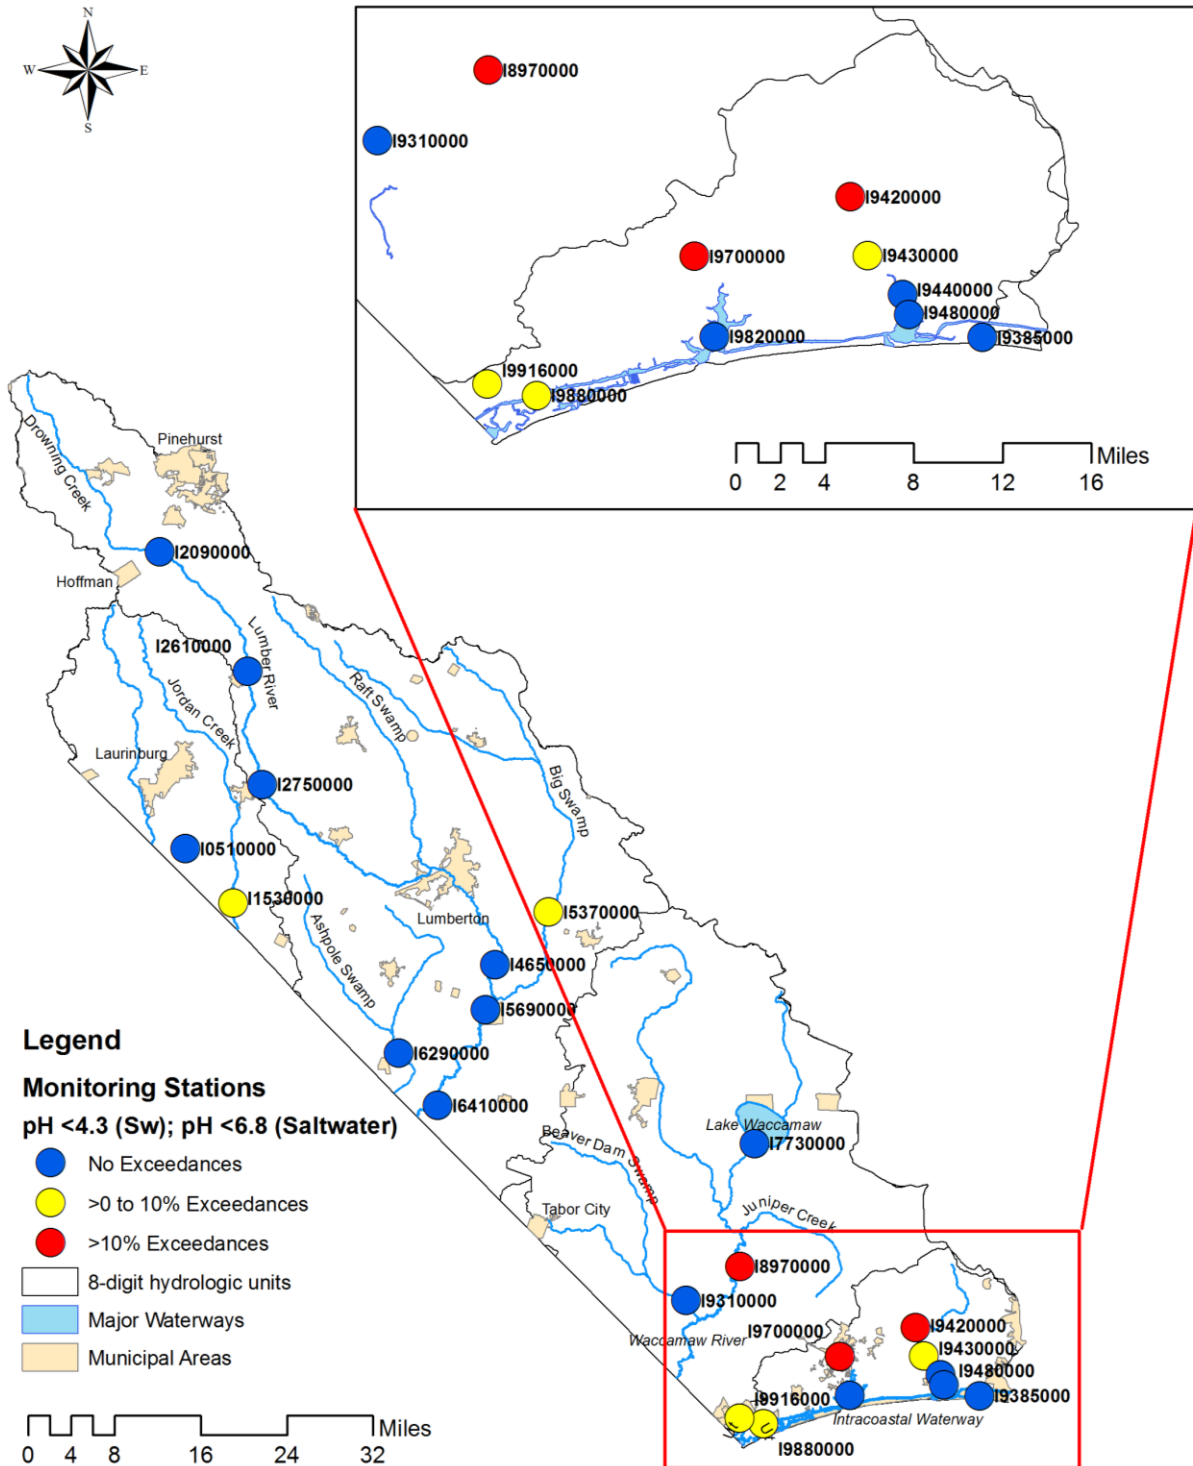 N
W
E
S
I8970000
I9310000
I9420000
I9700000
I9430000
I9440000
I9480000
I9820000
I9385000
I9916000
I9880000
Miles
0 2 4 8 12 16
Drowning Creek
Pinehurst
I2090000
Hoffman
I2610000
Lumber River
Raft Swamp
Jordan Creek
Laurinburg
I2750000
Big Swamp
I0510000
I1530000
I5370000
Lumberton
Ashpole Swamp
I4650000
I5690000
I6290000
I6410000
Lake Waccamaw
I7730000
Beaver Dam Swamp
Tabor City
Juniper Creek
I8970000
I9310000
Waccamaw River
I9700000
I9420000
I9430000
I9480000
I9916000
I9385000
Intracoastal Waterway
I9880000
Legend
Monitoring Stations
pH <4.3 (Sw); pH <6.8 (Saltwater)
No Exceedances
>0 to 10% Exceedances
>10% Exceedances
8-digit hydrologic units
Major Waterways
Municipal Areas
Miles
0 4 8 16 24 32